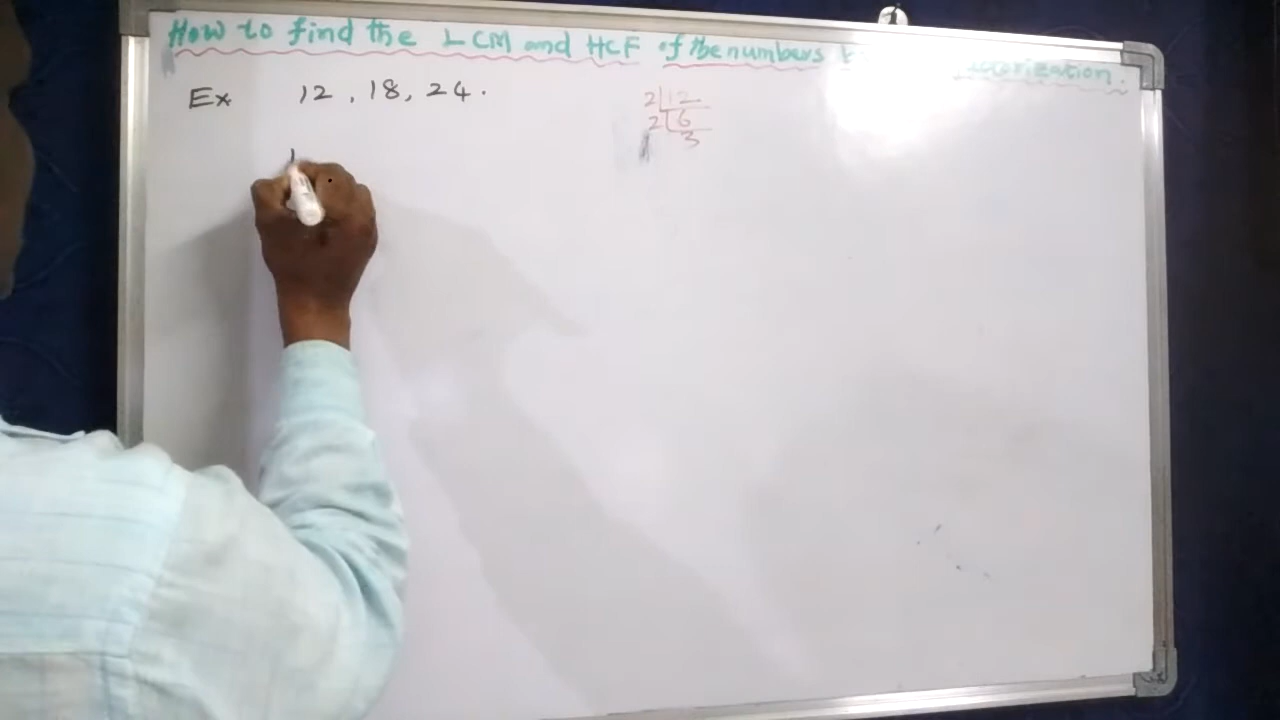 How to find the LCM and HCF of the numbers
Ex 12, 18, 24.
2 12
2 6
3